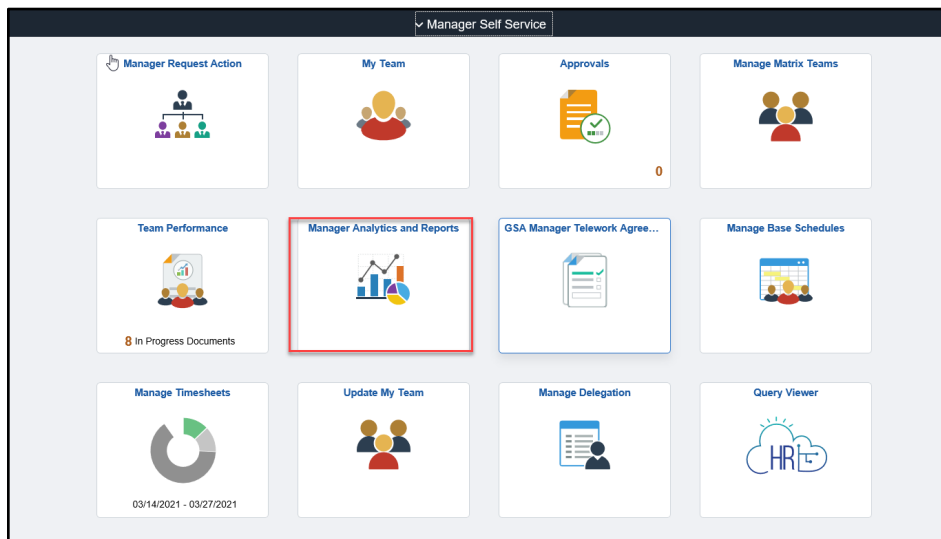 Manager Self Service
Manager Request Action
My Team
Approvals
Manage Matrix Teams
0
Team Performance
Manager Analytics and Reports
GSA Manager Telework Agree...
Manage Base Schedules
8 In Progress Documents
Manage Timesheets
Update My Team
Manage Delegation
Query Viewer
HR
03/14/2021 - 03/27/2021